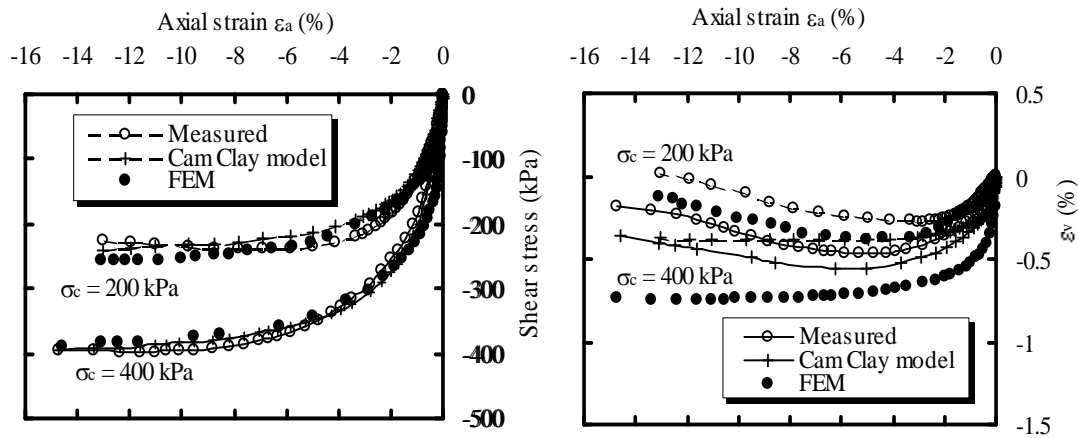 Axial strain εa (%)
-16 -14 -12 -10 -8 -6 -4 -2 0
0
-100
-200
-300
-400
-500
Shear stress (kPa)
Measured
Cam Clay model
FEM
σc = 200 kPa
σc = 400 kPa
Axial strain εa (%)
-16 -14 -12 -10 -8 -6 -4 -2 0
0.5
0
-0.5
-1
-1.5
εv (%)
σc = 200 kPa
σc = 400 kPa
Measured
Cam Clay model
FEM